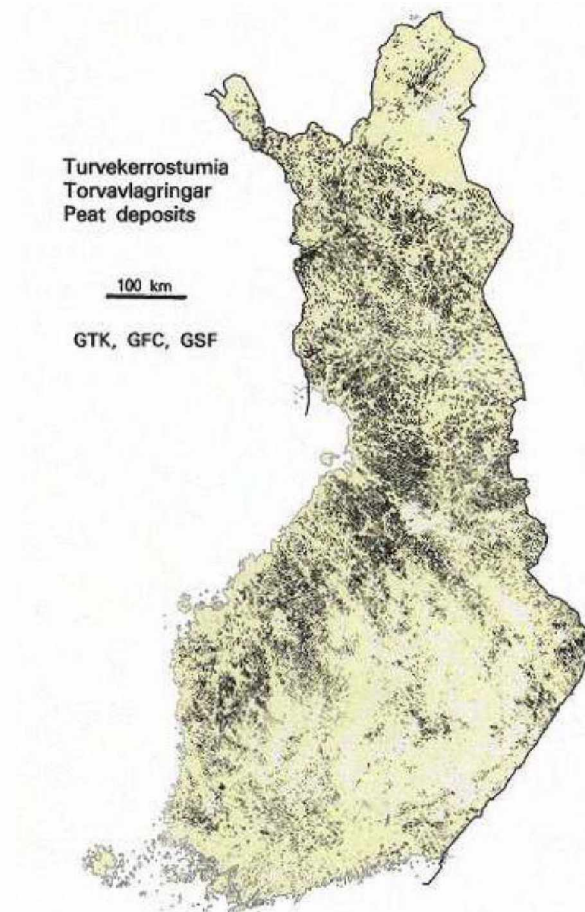 Turvekerrostumia
Torvavlagringar
Peat deposits
100 km
GTK, GFC, GSF